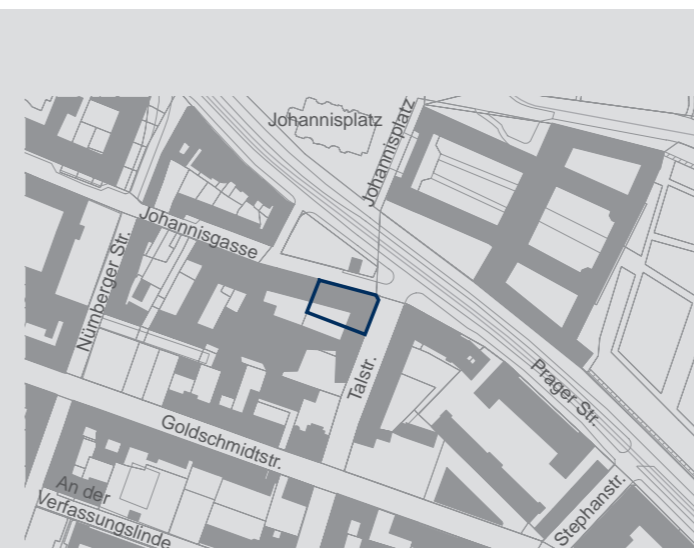 Johannisplatz
Johannisplatz
Johannisgasse
Nürnberger Str.
Talstr.
Prager Str.
Goldschmidtstr.
An der
Verfassungslinde
Stephanstr.